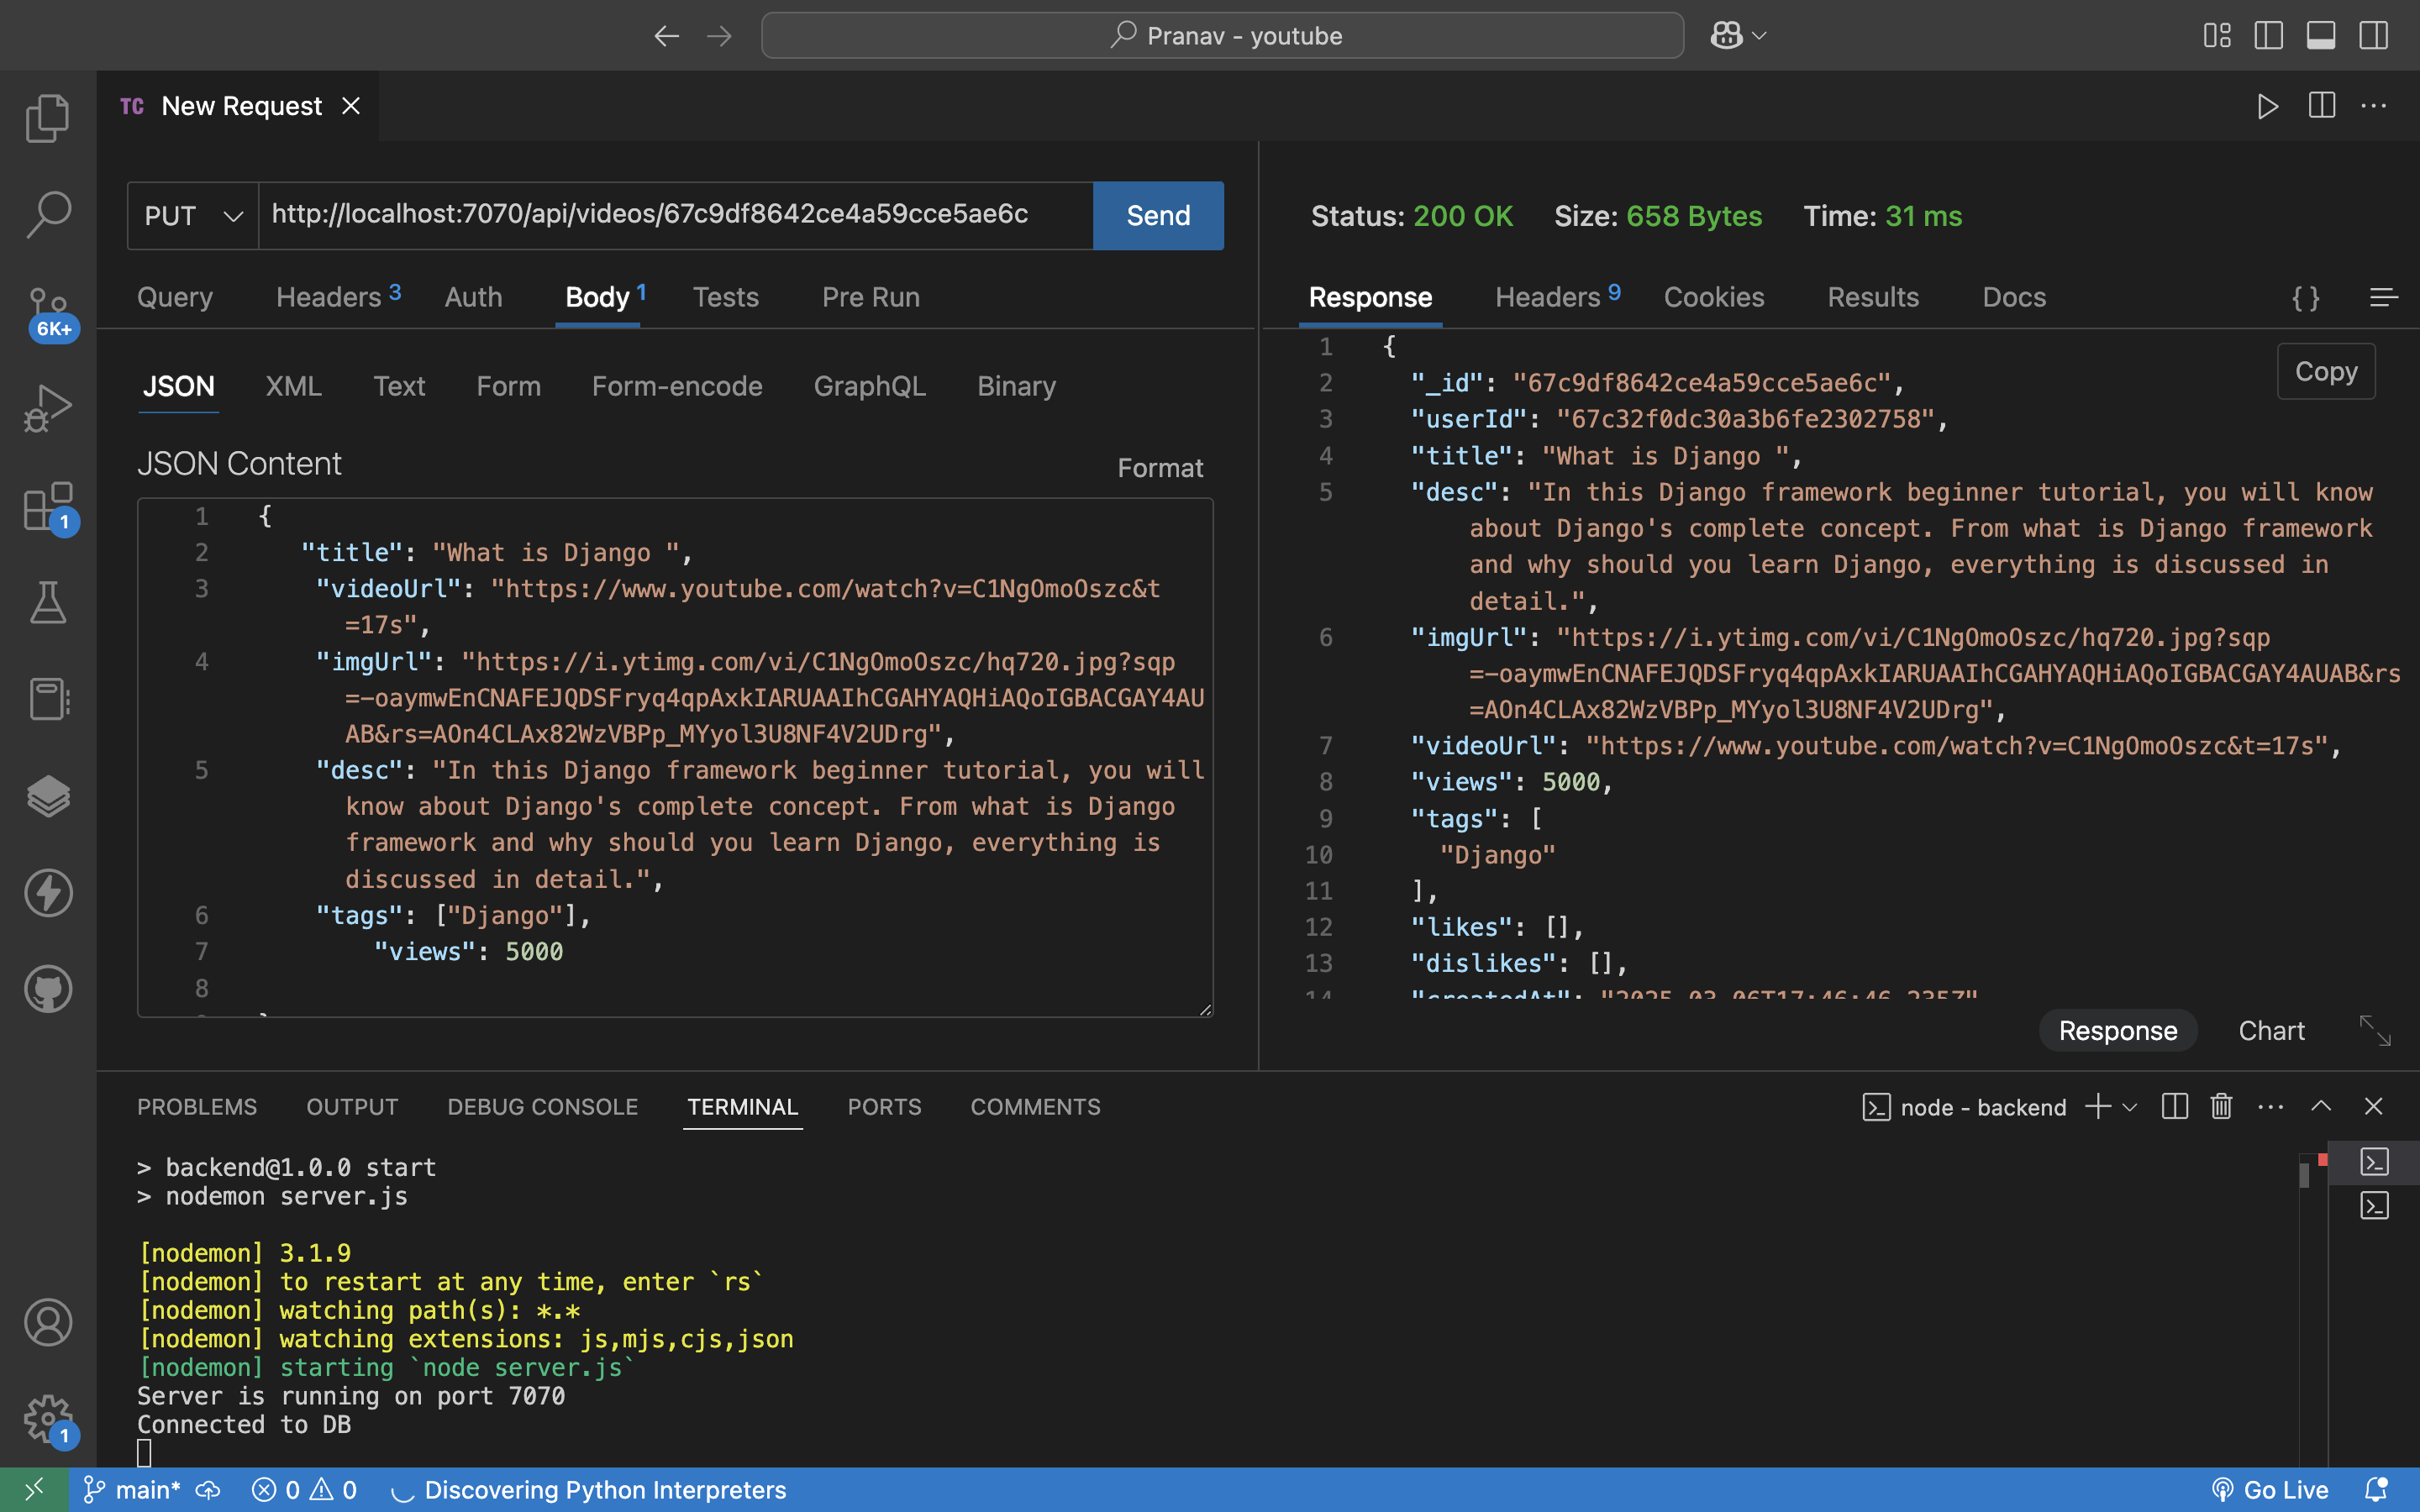 Pranav - youtube
TC New Request
PUT http://localhost:7070/api/videos/67c9df8642ce4a59cce5ae6c Send
Query Headers 3 Auth Body 1 Tests Pre Run
JSON XML Text Form Form-encode GraphQL Binary
JSON Content Format
1 {
2 "title": "What is Django ",
3 "videoUrl": "https://www.youtube.com/watch?v=C1NgOmoOszc&t
=17s",
4 "imgUrl": "https://i.ytimg.com/vi/C1NgOmoOszc/hq720.jpg?sqp
=-oaymwEnCNAFEJQDSFryq4qpAxkIARUAAIhCGAHYAQHiAQoIGBACGAY4AU
AB&rs=AOn4CLAx82WzVBPp_MYyol3U8NF4V2UDrg",
5 "desc": "In this Django framework beginner tutorial, you will
know about Django's complete concept. From what is Django
framework and why should you learn Django, everything is
discussed in detail.",
6 "tags": ["Django"],
7 "views": 5000
8
Status: 200 OK Size: 658 Bytes Time: 31 ms
Response Headers 9 Cookies Results Docs { }
Copy
1 {
2 "_id": "67c9df8642ce4a59cce5ae6c",
3 "userId": "67c32f0dc30a3b6fe2302758",
4 "title": "What is Django ",
5 "desc": "In this Django framework beginner tutorial, you will know
about Django's complete concept. From what is Django framework
and why should you learn Django, everything is discussed in
detail.",
6 "imgUrl": "https://i.ytimg.com/vi/C1NgOmoOszc/hq720.jpg?sqp
=-oaymwEnCNAFEJQDSFryq4qpAxkIARUAAIhCGAHYAQHiAQoIGBACGAY4AUAB&rs
=AOn4CLAx82WzVBPp_MYyol3U8NF4V2UDrg",
7 "videoUrl": "https://www.youtube.com/watch?v=C1NgOmoOszc&t=17s",
8 "views": 5000,
9 "tags": [
10 "Django"
11 ],
12 "likes": [],
13 "dislikes": [],
14 "createdAt": "2025-03-06T17:46:46.235Z"
Response Chart
6K+
1
1
PROBLEMS OUTPUT DEBUG CONSOLE TERMINAL PORTS COMMENTS node - backend
> backend@1.0.0 start
> nodemon server.js
[nodemon] 3.1.9
[nodemon] to restart at any time, enter `rs`
[nodemon] watching path(s): *.*
[nodemon] watching extensions: js,mjs,cjs,json
[nodemon] starting `node server.js`
Server is running on port 7070
Connected to DB
main* 0 0 Discovering Python Interpreters Go Live